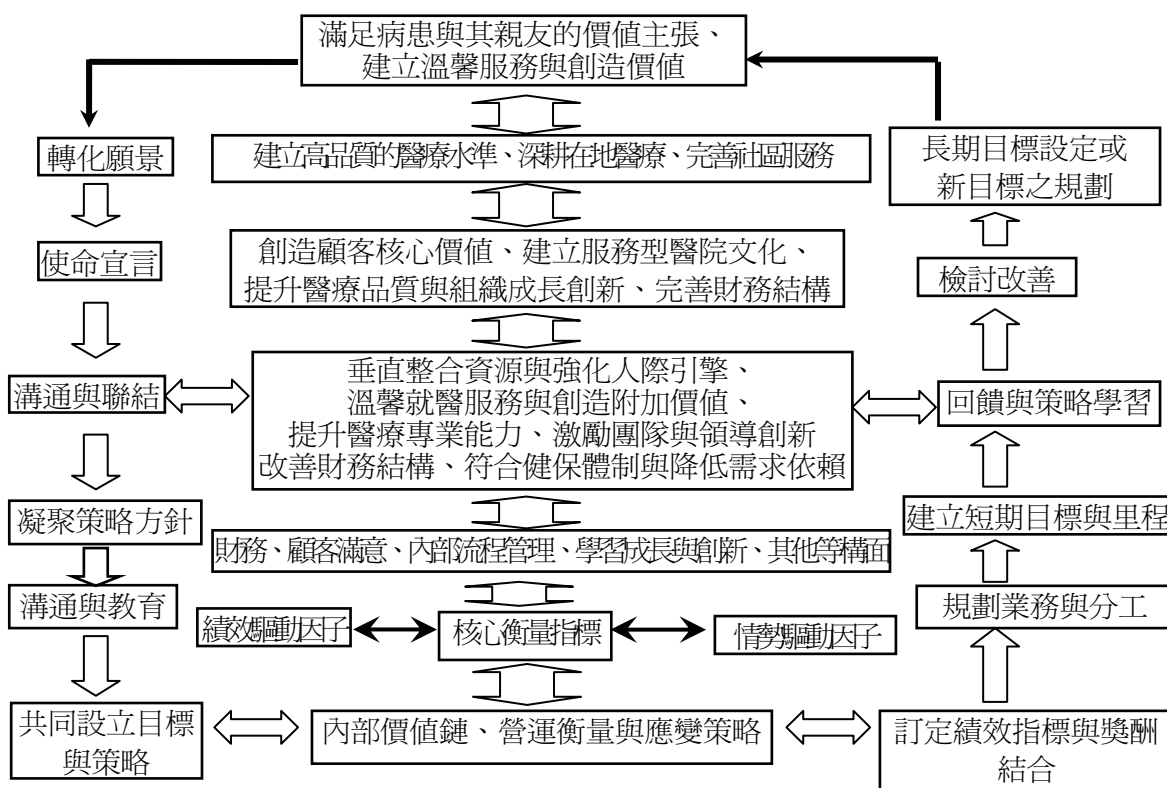 滿足病患與其親友的價值主張、
建立溫馨服務與創造價值
轉化願景
建立高品質的醫療水準、深耕在地醫療、完善社區服務
長期目標設定或
新目標之規劃
使命宣言
創造顧客核心價值、建立服務型醫院文化、
提升醫療品質與組織成長創新、完善財務結構
檢討改善
溝通與聯結
垂直整合資源與強化人際引擎、
溫馨就醫服務與創造附加價值、
提升醫療專業能力、激勵團隊與領導創新
改善財務結構、符合健保體制與降低需求依賴
回饋與策略學習
凝聚策略方針
建立短期目標與里程
財務、顧客滿意、內部流程管理、學習成長與創新、其他等構面
溝通與教育
規劃業務與分工
績效驅動因子
核心衡量指標
情勢驅動因子
共同設立目標
與策略
內部價值鏈、營運衡量與應變策略
訂定績效指標與獎酬
結合